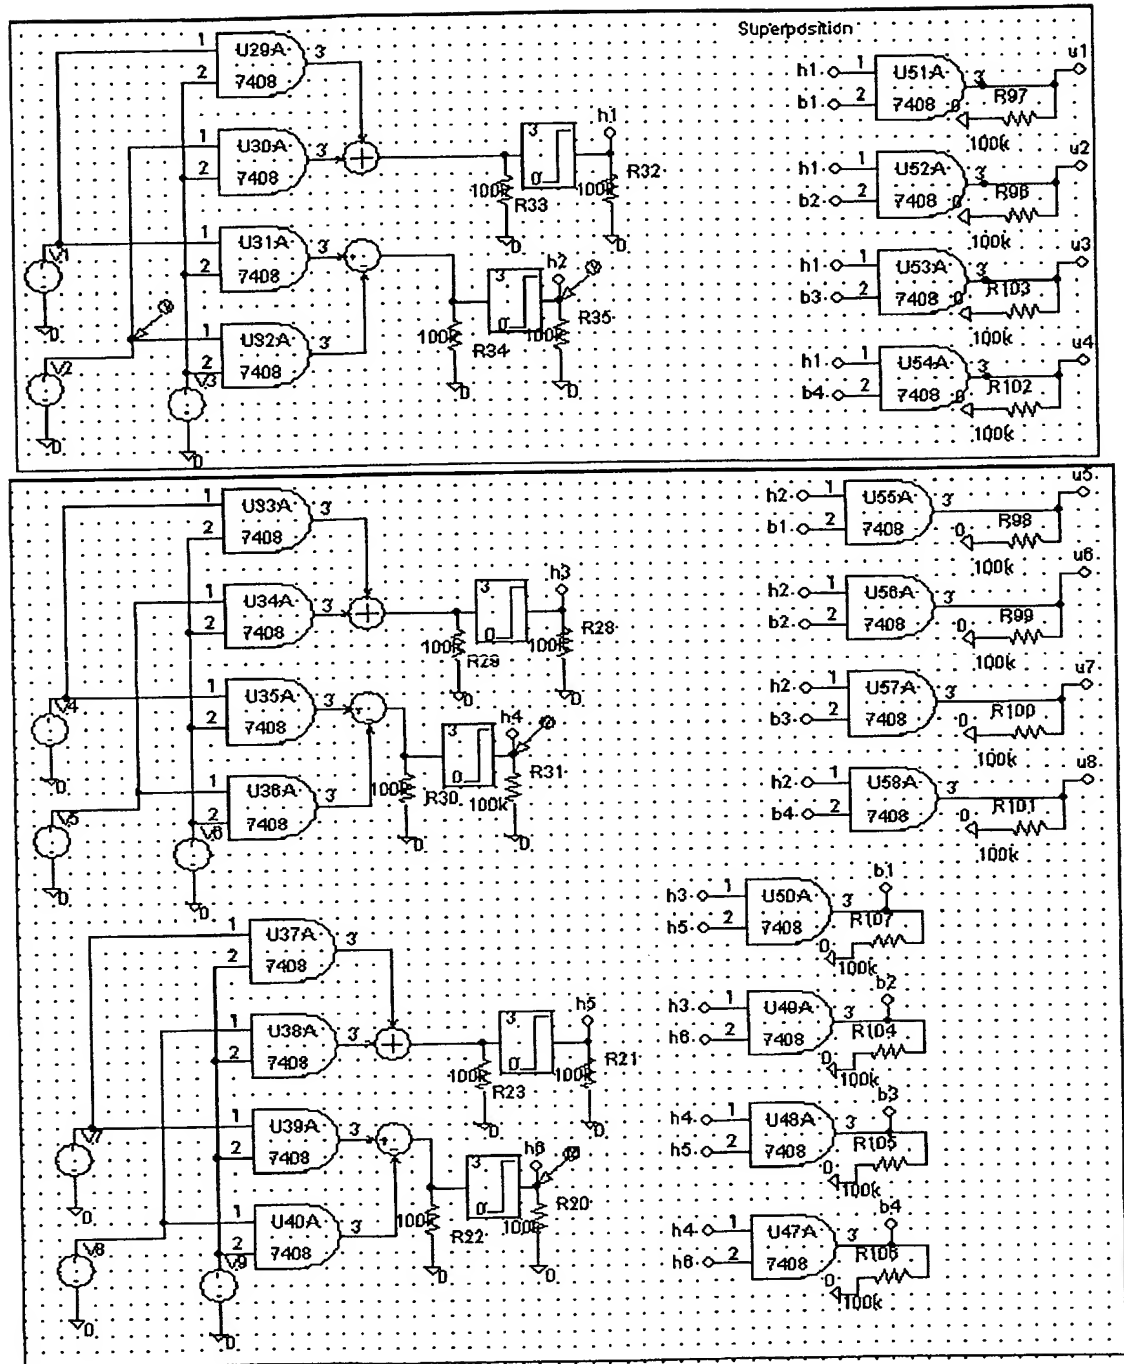 Superposition
1 U29A 3
2 7408
1 U30A 3
2 7408
3 h1
0
100k R33
100k R32
0 0
1 U31A 3
2 7408
V1
0
1 U32A 3
2 7408
V2
0
V3
0
3 h2
0
100k R34
100k R35
0 0
h1 1 U51A 3 u1
b1 2 7408 0 R97
100k
h1 1 U52A 3 u2
b2 2 7408 0 R96
100k
h1 1 U53A 3 u3
b3 2 7408 0 R103
100k
h1 1 U54A 3 u4
b4 2 7408 0 R102
100k
1 U33A 3
2 7408
1 U34A 3
2 7408
3 h3
0
100k R29
100k R28
0 0
1 U35A 3
2 7408
V4
0
1 U36A 3
2 7408
V5
0
V6
0
3 h4
0
100k R30
100k R31
0 0
h2 1 U55A 3 u5
b1 2 7408 0 R98
100k
h2 1 U56A 3 u6
b2 2 7408 0 R99
100k
h2 1 U57A 3 u7
b3 2 7408 0 R100
100k
h2 1 U58A 3 u8
b4 2 7408 0 R101
100k
1 U37A 3
2 7408
1 U38A 3
2 7408
3 h5
0
100k R23
100k R21
0 0
1 U39A 3
2 7408
V7
0
1 U40A 3
2 7408
V8
0
V9
0
3 h6
0
100k R22
100k R20
0 0
h3 1 U50A 3 b1
h5 2 7408 R107
0 100k
h3 1 U49A 3 b2
h6 2 7408 R104
0 100k
h4 1 U48A 3 b3
h5 2 7408 R105
0 100k
h4 1 U47A 3 b4
h6 2 7408 R106
0 100k